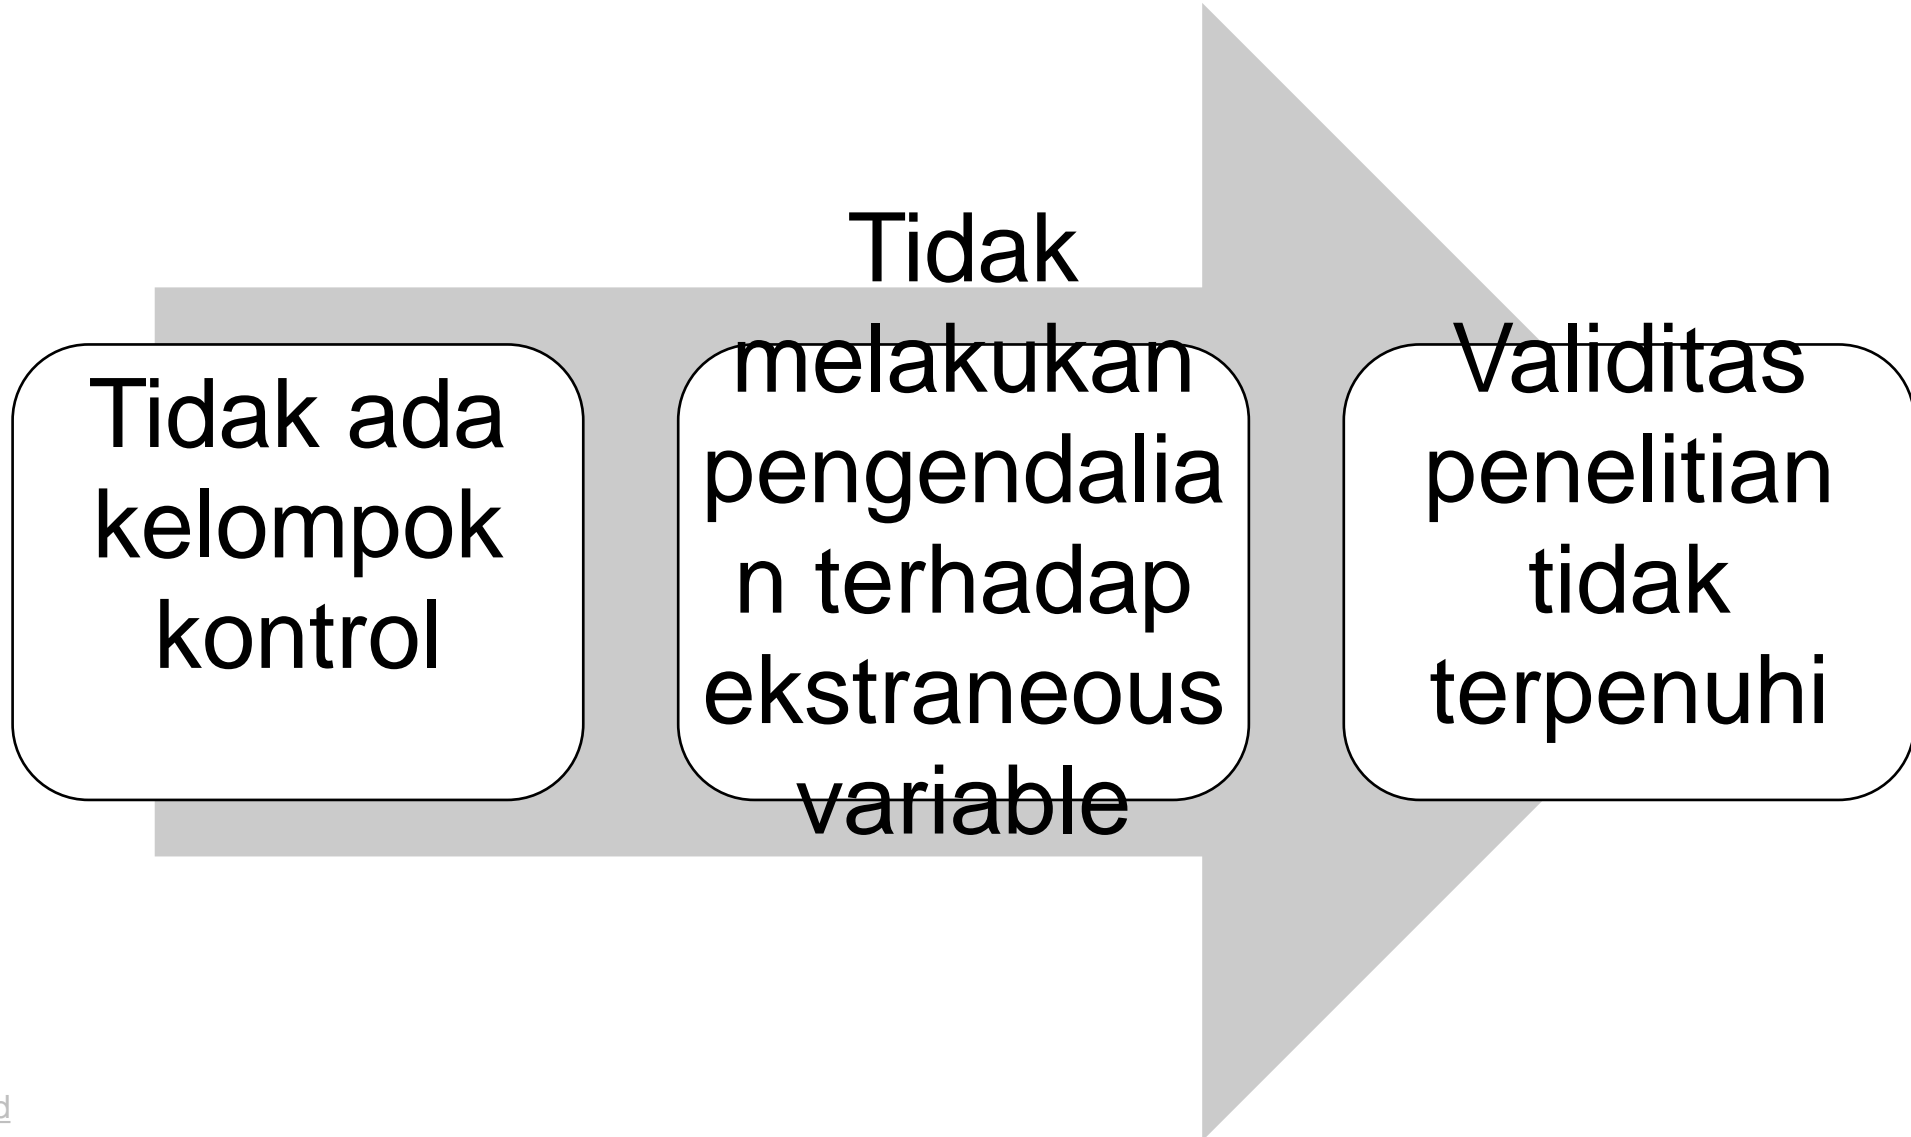 Tidak ada
kelompok
kontrol
Tidak
melakukan
pengendalia
n terhadap
ekstraneous
variable
Validitas
penelitian
tidak
terpenuhi
d